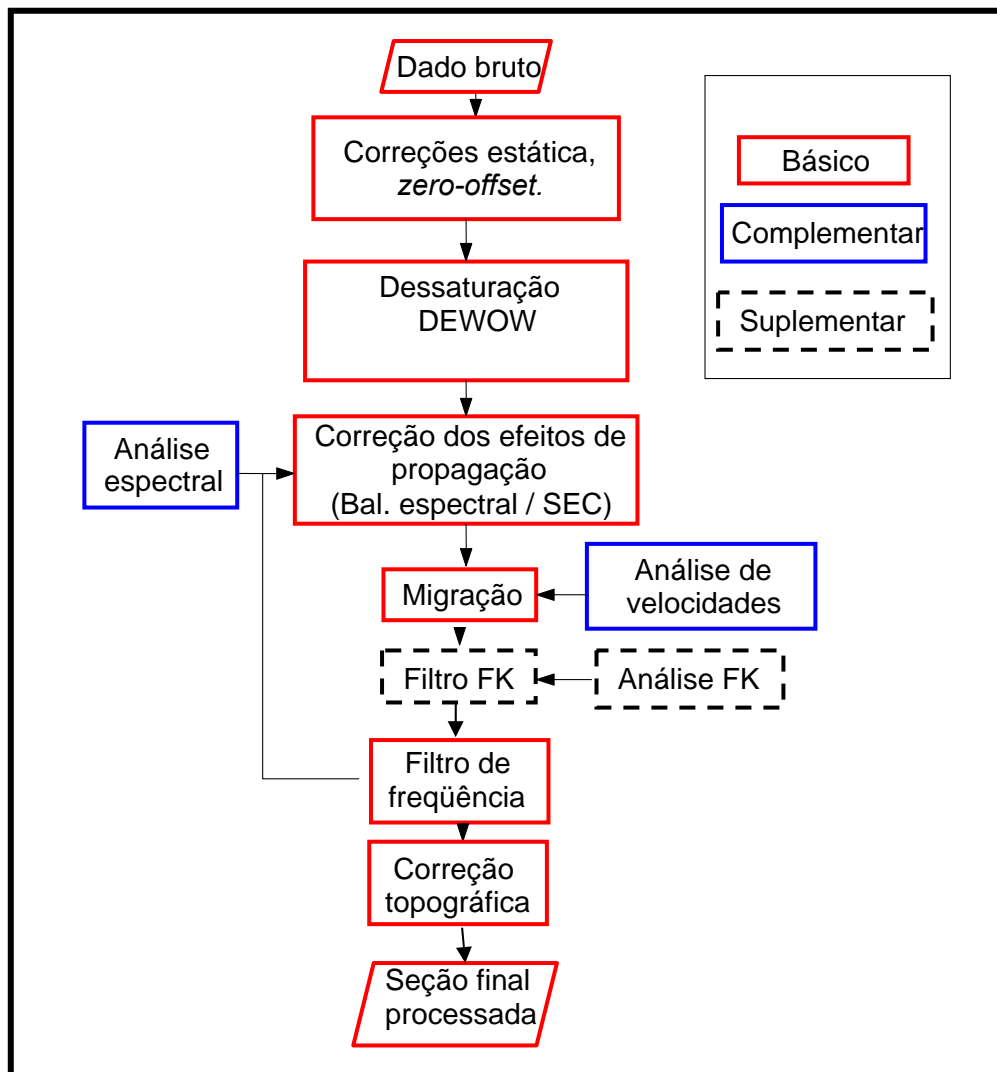 Dado bruto
Correções estática,
zero-offset.
Dessaturação
DEWOW
Correção dos efeitos de
propagação
(Bal. espectral / SEC)
Análise
espectral
Migração
Análise de
velocidades
Filtro FK
Análise FK
Filtro de
freqüência
Correção
topográfica
Seção final
processada
Básico
Complementar
Suplementar